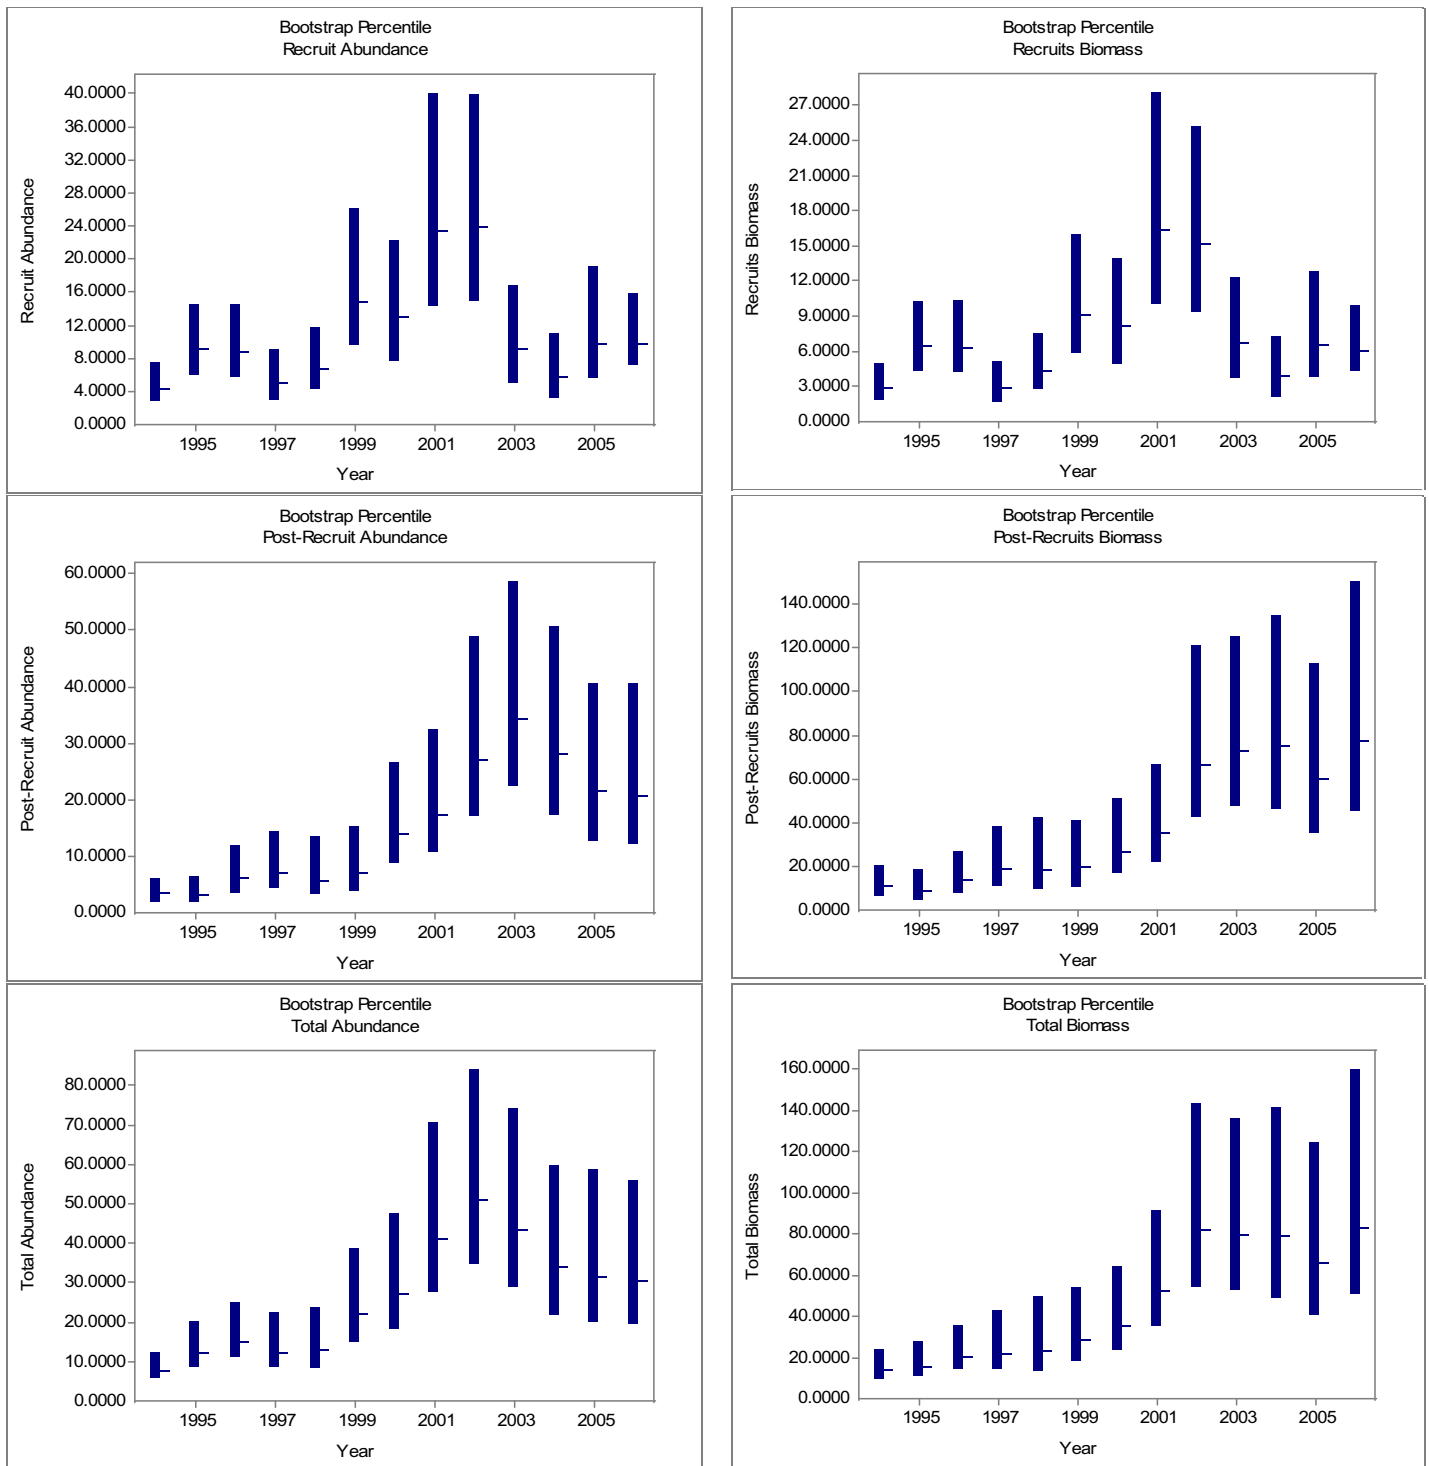 Bootstrap Percentile
Recruit Abundance
Recruit Abundance
40.0000
36.0000
32.0000
28.0000
24.0000
20.0000
16.0000
12.0000
8.0000
4.0000
0.0000
1995 1997 1999 2001 2003 2005
Year
Bootstrap Percentile
Recruits Biomass
Recruits Biomass
27.0000
24.0000
21.0000
18.0000
15.0000
12.0000
9.0000
6.0000
3.0000
0.0000
1995 1997 1999 2001 2003 2005
Year
Bootstrap Percentile
Post-Recruit Abundance
Post-Recruit Abundance
60.0000
50.0000
40.0000
30.0000
20.0000
10.0000
0.0000
1995 1997 1999 2001 2003 2005
Year
Bootstrap Percentile
Post-Recruits Biomass
Post-Recruits Biomass
140.0000
120.0000
100.0000
80.0000
60.0000
40.0000
20.0000
0.0000
1995 1997 1999 2001 2003 2005
Year
Bootstrap Percentile
Total Abundance
Total Abundance
80.0000
70.0000
60.0000
50.0000
40.0000
30.0000
20.0000
10.0000
0.0000
1995 1997 1999 2001 2003 2005
Year
Bootstrap Percentile
Total Biomass
Total Biomass
160.0000
140.0000
120.0000
100.0000
80.0000
60.0000
40.0000
20.0000
0.0000
1995 1997 1999 2001 2003 2005
Year